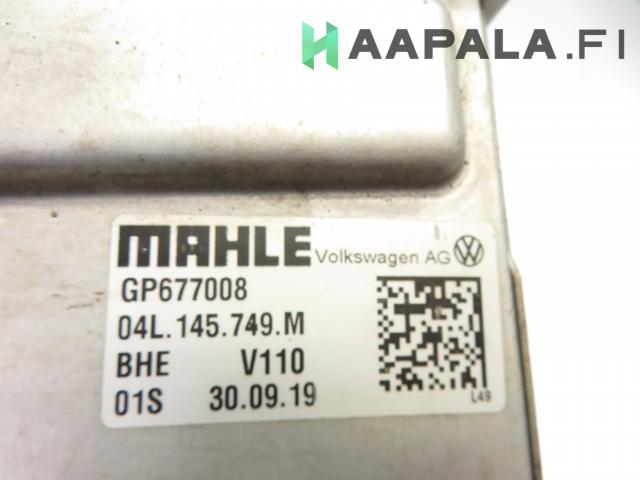 HAAPALA.FI
MAHLE Volkswagen AG
GP677008
04L.145.749.M
BHE V110
01S 30.09.19
L49